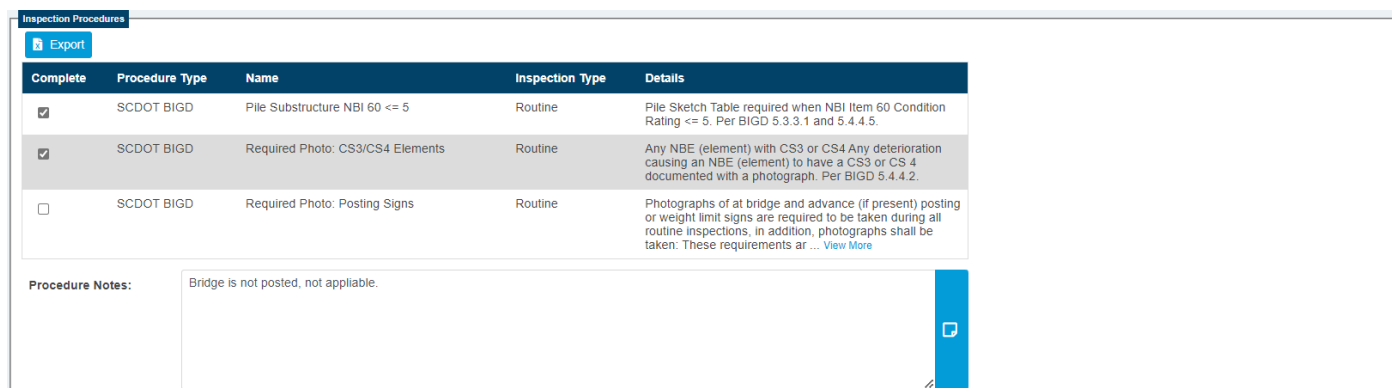 Inspection Procedures
Export
Complete Procedure Type Name Inspection Type Details
SCDOT BIGD Pile Substructure NBI 60 <= 5 Routine Pile Sketch Table required when NBI Item 60 Condition
Rating <= 5. Per BIGD 5.3.3.1 and 5.4.4.5.
SCDOT BIGD Required Photo: CS3/CS4 Elements Routine Any NBE (element) with CS3 or CS4 Any deterioration
causing an NBE (element) to have a CS3 or CS 4
documented with a photograph. Per BIGD 5.4.4.2.
SCDOT BIGD Required Photo: Posting Signs Routine Photographs of at bridge and advance (if present) posting
or weight limit signs are required to be taken during all
routine inspections, in addition, photographs shall be
taken: These requirements ar ... View More
Procedure Notes: Bridge is not posted, not appliable.